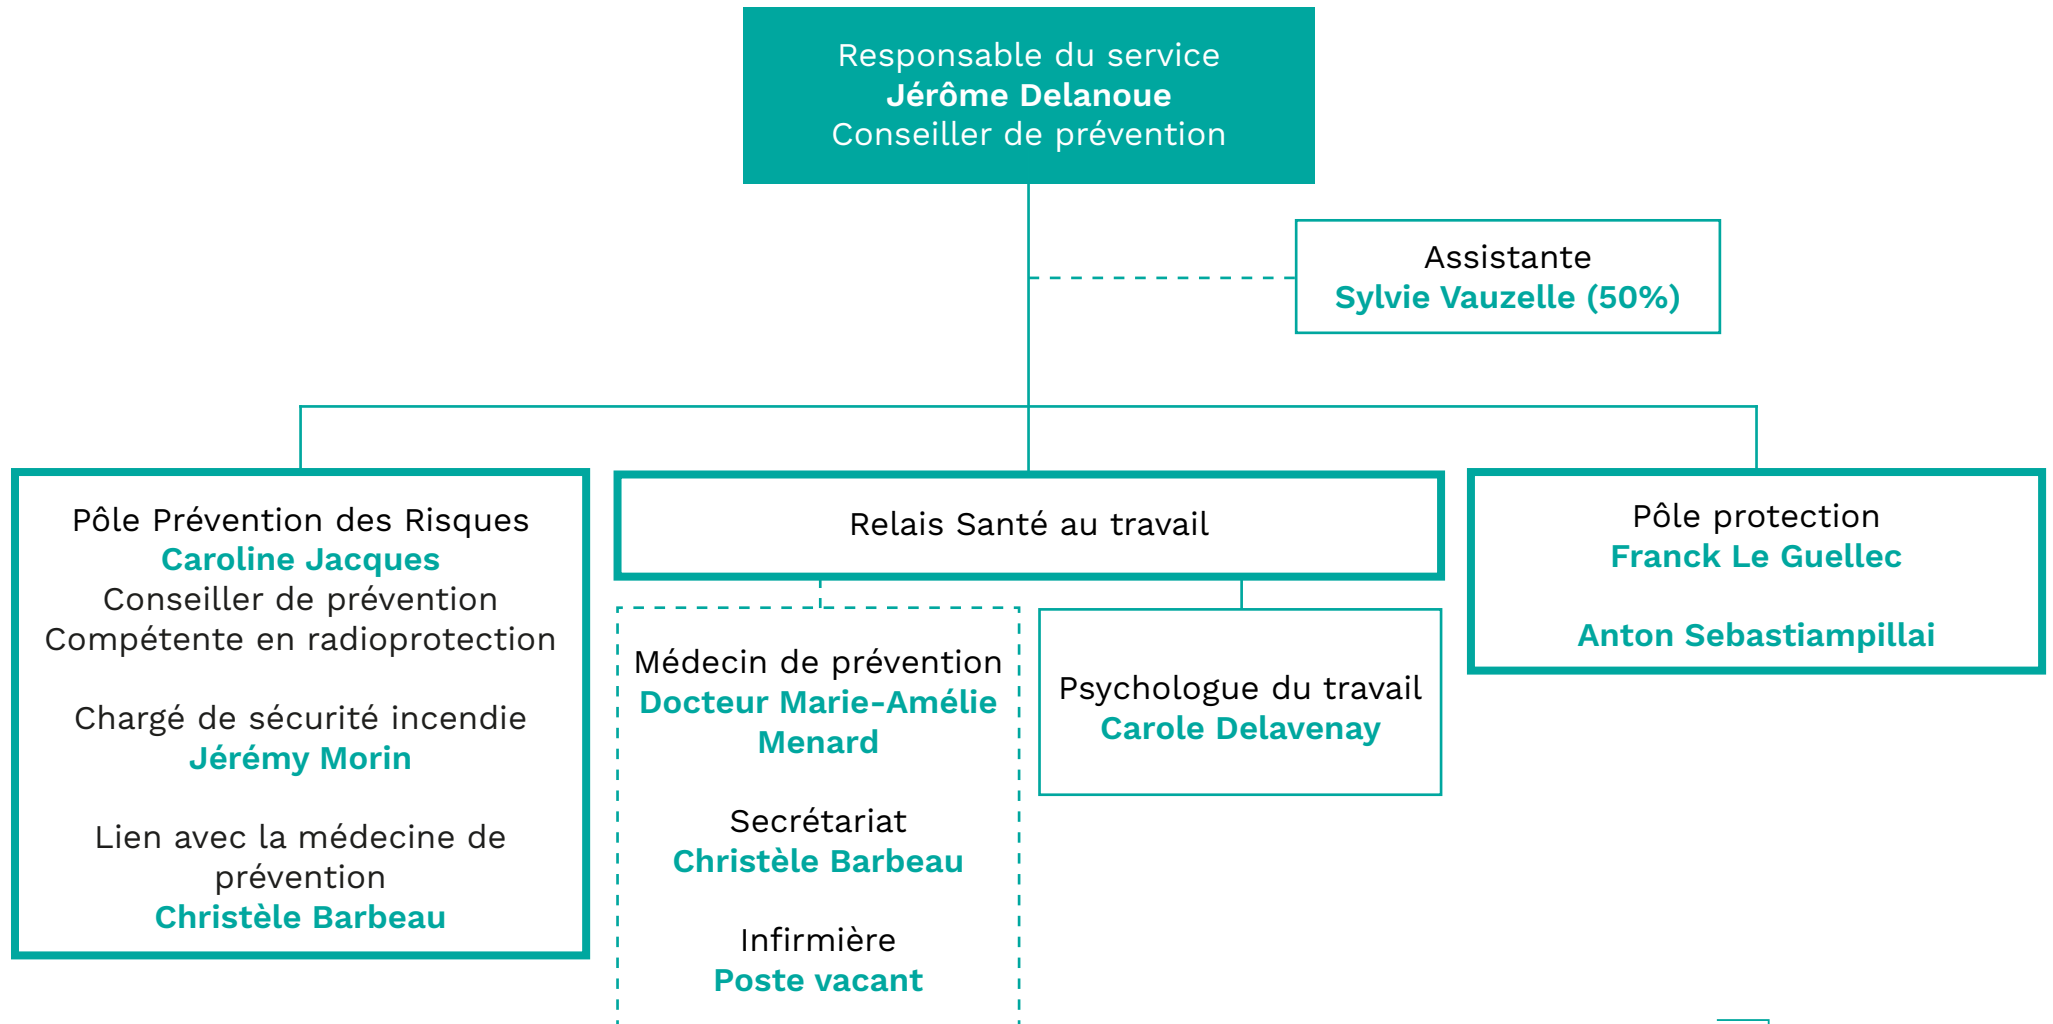 Responsable du service
Jérôme Delanoue
Conseiller de prévention
Assistante
Sylvie Vauzelle (50%)
Pôle Prévention des Risques
Caroline Jacques
Conseiller de prévention
Compétente en radioprotection
Chargé de sécurité incendie
Jérémy Morin
Lien avec la médecine de
prévention
Christèle Barbeau
Relais Santé au travail
Médecin de prévention
Docteur Marie-Amélie
Menard
Secrétariat
Christèle Barbeau
Infirmière
Poste vacant
Psychologue du travail
Carole Delavenay
Pôle protection
Franck Le Guellec
Anton Sebastiampillai